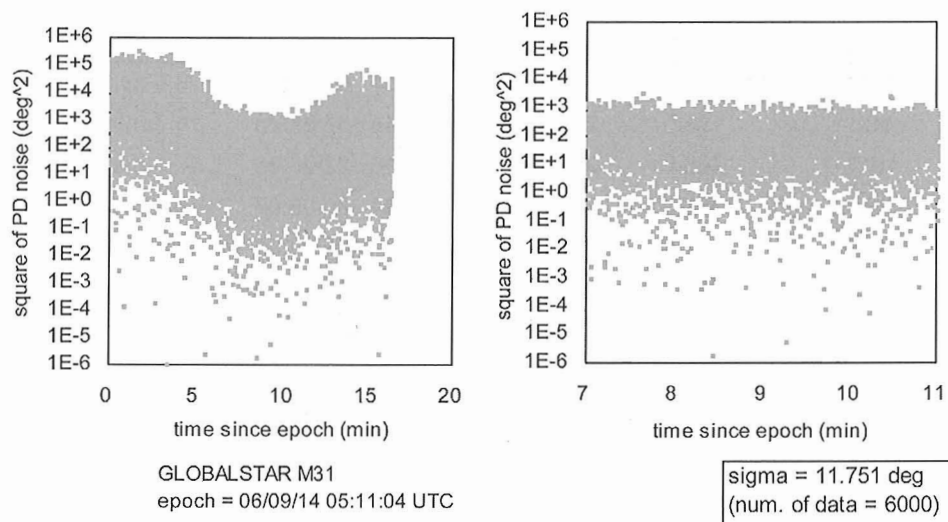 1E+6
1E+5
1E+4
1E+3
1E+2
1E+1
1E+0
1E-1
1E-2
1E-3
1E-4
1E-5
1E-6
square of PD noise (deg^2)
0 5 10 15 20
time since epoch (min)
GLOBALSTAR M31
epoch = 06/09/14 05:11:04 UTC
1E+6
1E+5
1E+4
1E+3
1E+2
1E+1
1E+0
1E-1
1E-2
1E-3
1E-4
1E-5
1E-6
square of PD noise (deg^2)
7 8 9 10 11
time since epoch (min)
sigma = 11.751 deg
(num. of data = 6000)